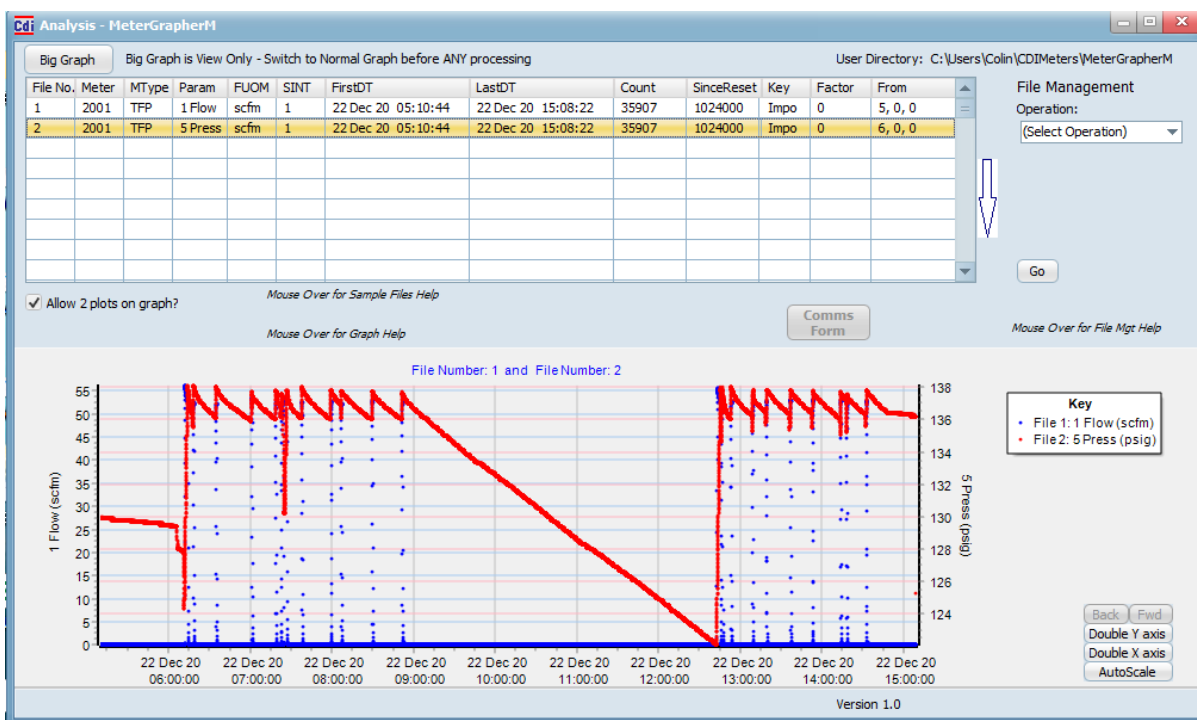 Cdi Analysis - MeterGrapherM
Big Graph Big Graph is View Only - Switch to Normal Graph before ANY processing User Directory: C:\Users\Colin\CDIMeters\MeterGrapherM
File No. Meter MType Param FUOM SINT FirstDT LastDT Count SinceReset Key Factor From
1 2001 TFP 1 Flow scfm 1 22 Dec 20 05:10:44 22 Dec 20 15:08:22 35907 1024000 Impo 0 5, 0, 0
2 2001 TFP 5 Press scfm 1 22 Dec 20 05:10:44 22 Dec 20 15:08:22 35907 1024000 Impo 0 6, 0, 0
File Management
Operation:
(Select Operation)
Go
Allow 2 plots on graph?
Mouse Over for Sample Files Help
Mouse Over for Graph Help
Comms
Form
Mouse Over for File Mgt Help
File Number: 1 and File Number: 2
1 Flow (scfm)
55
50
45
40
35
30
25
20
15
10
5
0
138
136
134
132
130
128
126
124
5 Press (psig)
22 Dec 20 22 Dec 20 22 Dec 20 22 Dec 20 22 Dec 20 22 Dec 20 22 Dec 20 22 Dec 20 22 Dec 20 22 Dec 20
06:00:00 07:00:00 08:00:00 09:00:00 10:00:00 11:00:00 12:00:00 13:00:00 14:00:00 15:00:00
Key
File 1: 1 Flow (scfm)
File 2: 5 Press (psig)
Back Fwd
Double Y axis
Double X axis
AutoScale
Version 1.0